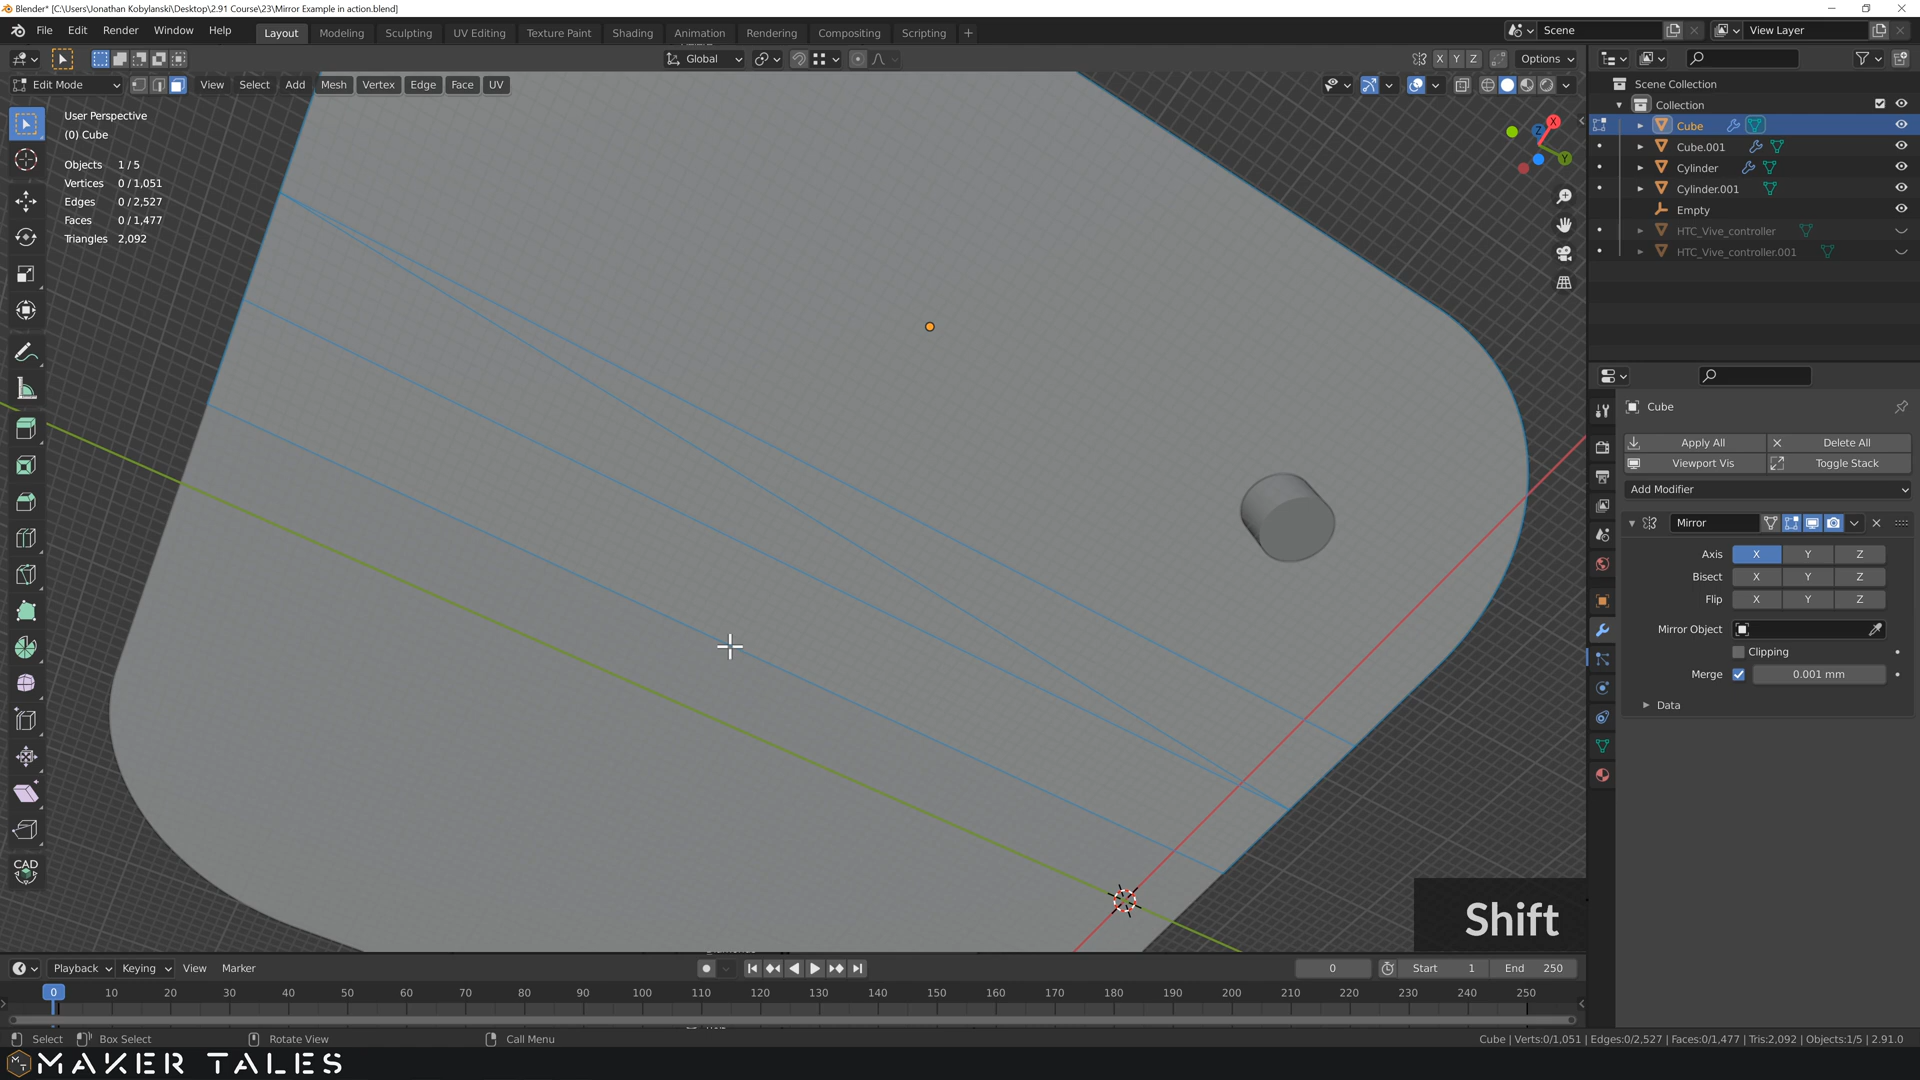 Blender* [C:\Users\Jonathan Kobylanski\Desktop\2.91 Course\23\Mirror Example in action.blend]
File Edit Render Window Help Layout Modeling Sculpting UV Editing Texture Paint Shading Animation Rendering Compositing Scripting + Scene View Layer
Global X Y Z Options
Edit Mode View Select Add Mesh Vertex Edge Face UV
User Perspective
(0) Cube
Objects 1 / 5
Vertices 0 / 1,051
Edges 0 / 2,527
Faces 0 / 1,477
Triangles 2,092
X
Z
Y
CAD
Shift
Scene Collection
Collection
Cube
Cube.001
Cylinder
Cylinder.001
Empty
HTC_Vive_controller
HTC_Vive_controller.001
Cube
Apply All Delete All
Viewport Vis Toggle Stack
Add Modifier
Mirror
Axis X Y Z
Bisect X Y Z
Flip X Y Z
Mirror Object
Clipping
Merge 0.001 mm
Data
Playback Keying View Marker 0 Start 1 End 250
0 10 20 30 40 50 60 70 80 90 100 110 120 130 140 150 160 170 180 190 200 210 220 230 240 250
Select Box Select Rotate View Call Menu Cube | Verts:0/1,051 | Edges:0/2,527 | Faces:0/1,477 | Tris:2,092 | Objects:1/5 | 2.91.0
MAKER TALES